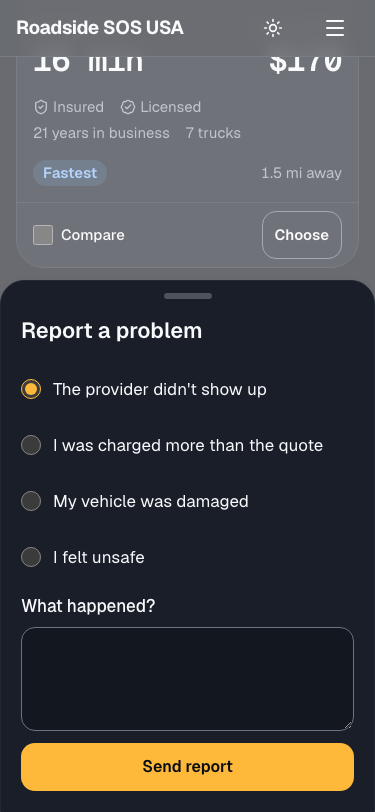 Roadside SOS USA
16 min $170
Insured Licensed
21 years in business 7 trucks
Fastest 1.5 mi away
Compare Choose
Report a problem
The provider didn't show up
I was charged more than the quote
My vehicle was damaged
I felt unsafe
What happened?
Send report